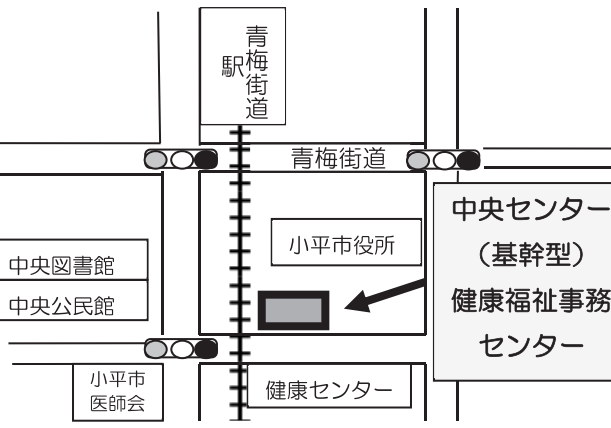 青梅街道
駅
青梅街道
小平市役所
中央センター
（基幹型）
健康福祉事務
センター
中央図書館
中央公民館
小平市
医師会
健康センター